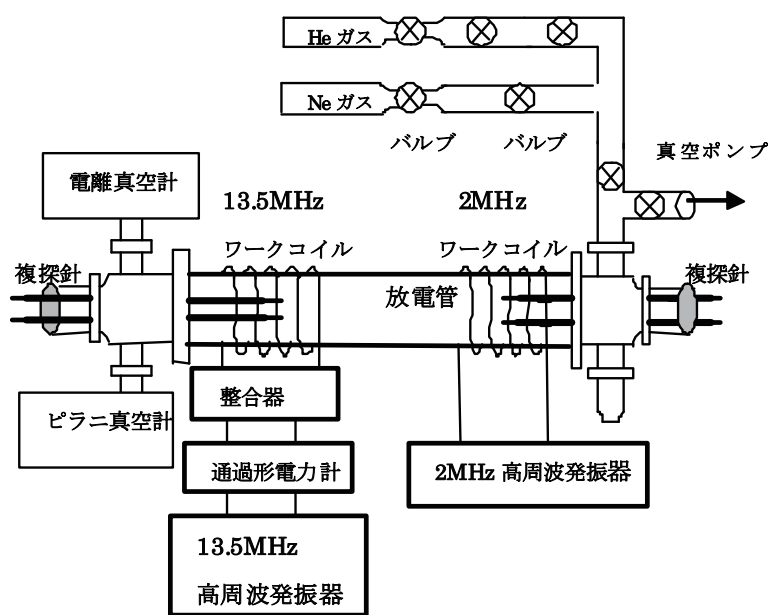 He ガス
Ne ガス
バルブ
バルブ
真空ポンプ
電離真空計
13.5MHz
2MHz
ワークコイル
ワークコイル
複探針
複探針
放電管
整合器
ピラニ真空計
通過形電力計
2MHz 高周波発振器
13.5MHz
高周波発振器